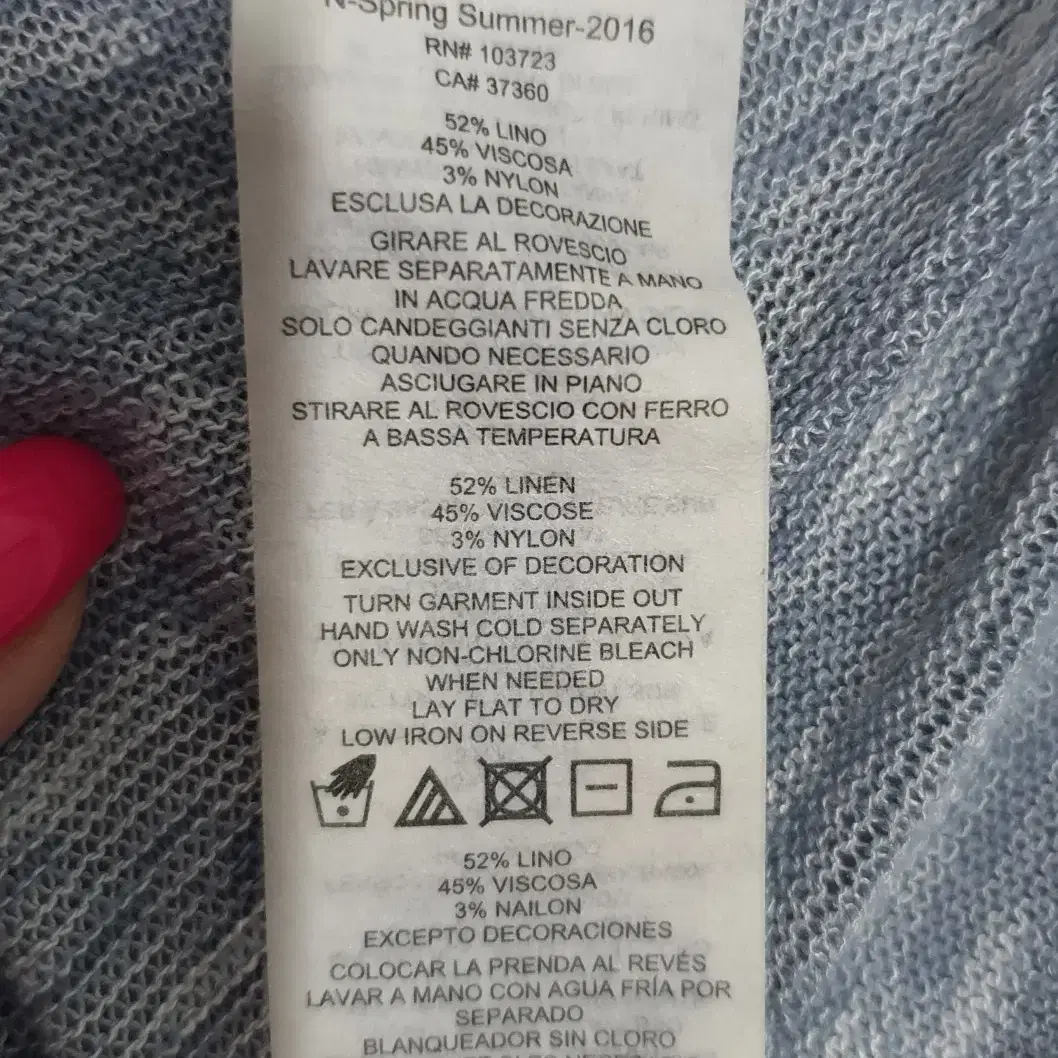 N-Spring Summer-2016
RN# 103723
CA# 37360
52% LINO
45% VISCOSA
3% NYLON
ESCLUSA LA DECORAZIONE
GIRARE AL ROVESCIO
LAVARE SEPARATAMENTE A MANO
IN ACQUA FREDDA
SOLO CANDEGGIANTI SENZA CLORO
QUANDO NECESSARIO
ASCIUGARE IN PIANO
STIRARE AL ROVESCIO CON FERRO
A BASSA TEMPERATURA
52% LINEN
45% VISCOSE
3% NYLON
EXCLUSIVE OF DECORATION
TURN GARMENT INSIDE OUT
HAND WASH COLD SEPARATELY
ONLY NON-CHLORINE BLEACH
WHEN NEEDED
LAY FLAT TO DRY
LOW IRON ON REVERSE SIDE
52% LINO
45% VISCOSA
3% NAILON
EXCEPTO DECORACIONES
COLOCAR LA PRENDA AL REVÉS
LAVAR A MANO CON AGUA FRÍA POR
SEPARADO
BLANQUEADOR SIN CLORO